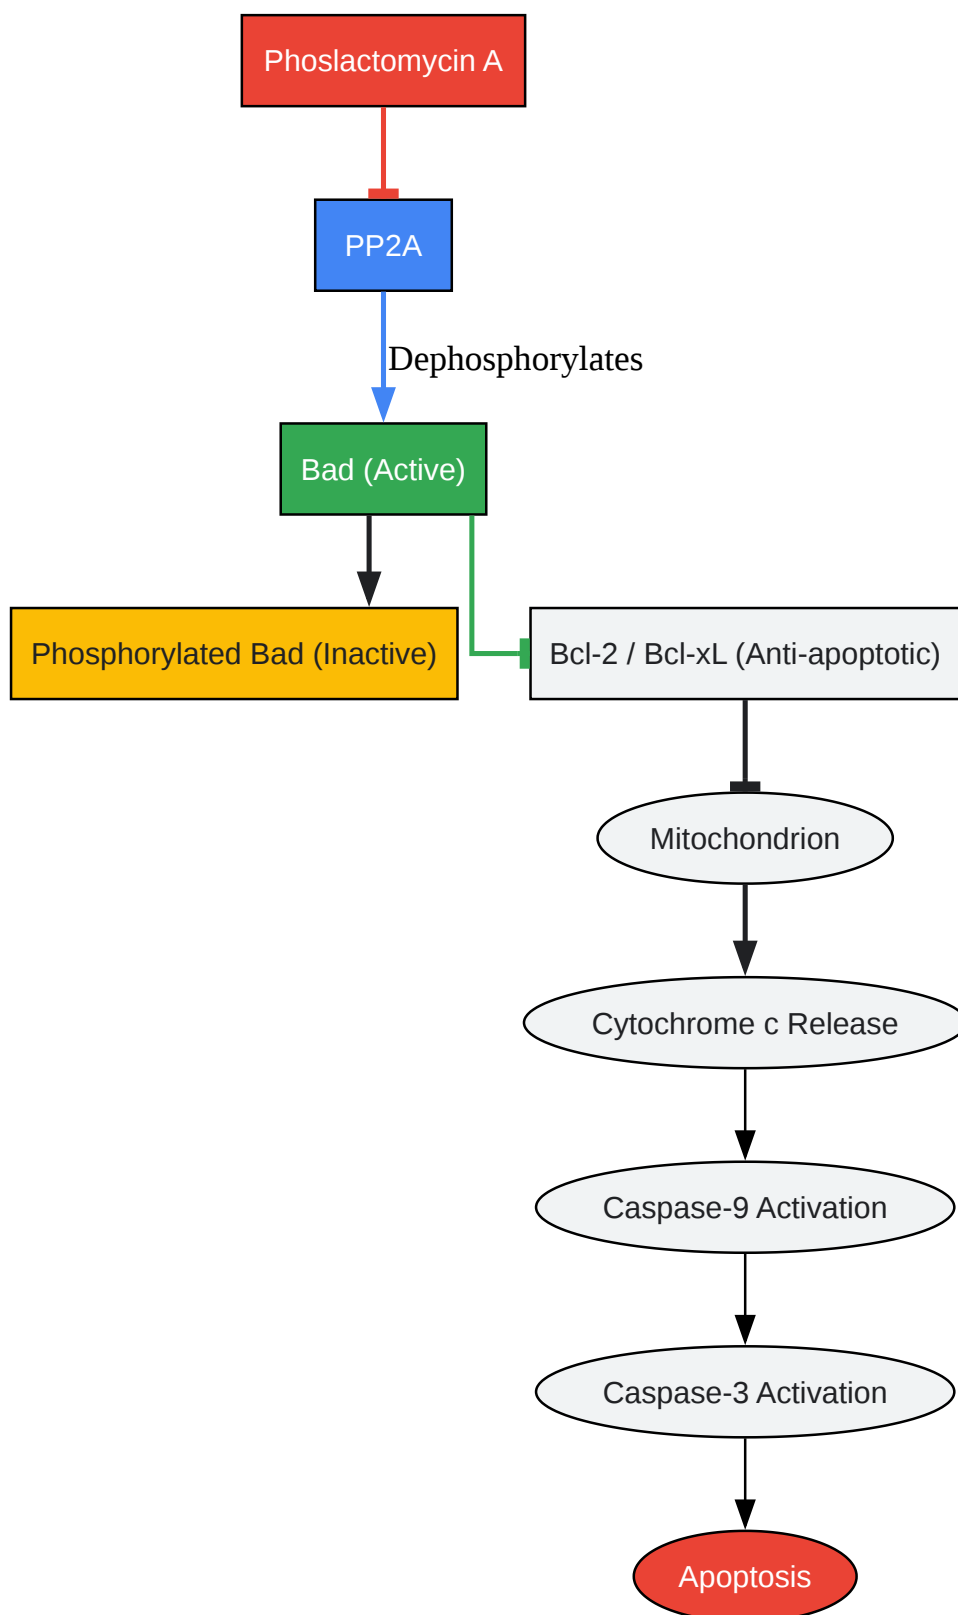 Phoslactomycin A
PP2A
Dephosphorylates
Bad (Active)
Phosphorylated Bad (Inactive)
Bcl-2 / Bcl-xL (Anti-apoptotic)
Mitochondrion
Cytochrome c Release
Caspase-9 Activation
Caspase-3 Activation
Apoptosis